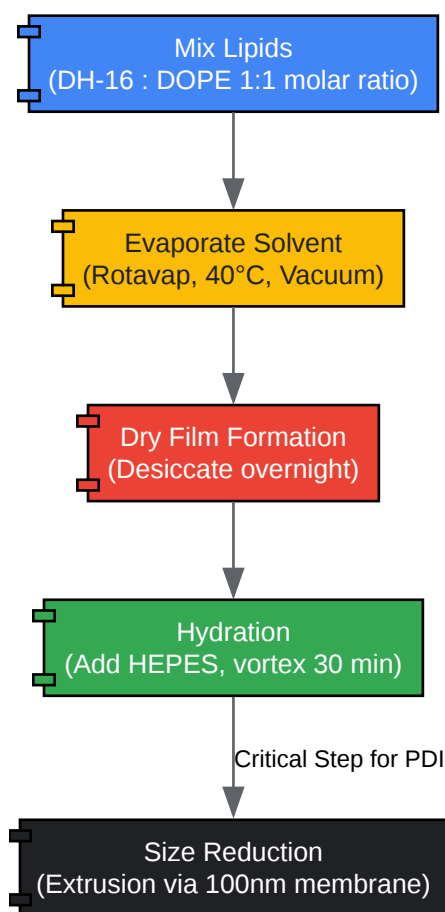 Mix Lipids
(DH-16 : DOPE 1:1 molar ratio)
Evaporate Solvent
(Rotavap, 40°C, Vacuum)
Dry Film Formation
(Desiccate overnight)
Hydration
(Add HEPES, vortex 30 min)
Critical Step for PDI
Size Reduction
(Extrusion via 100nm membrane)